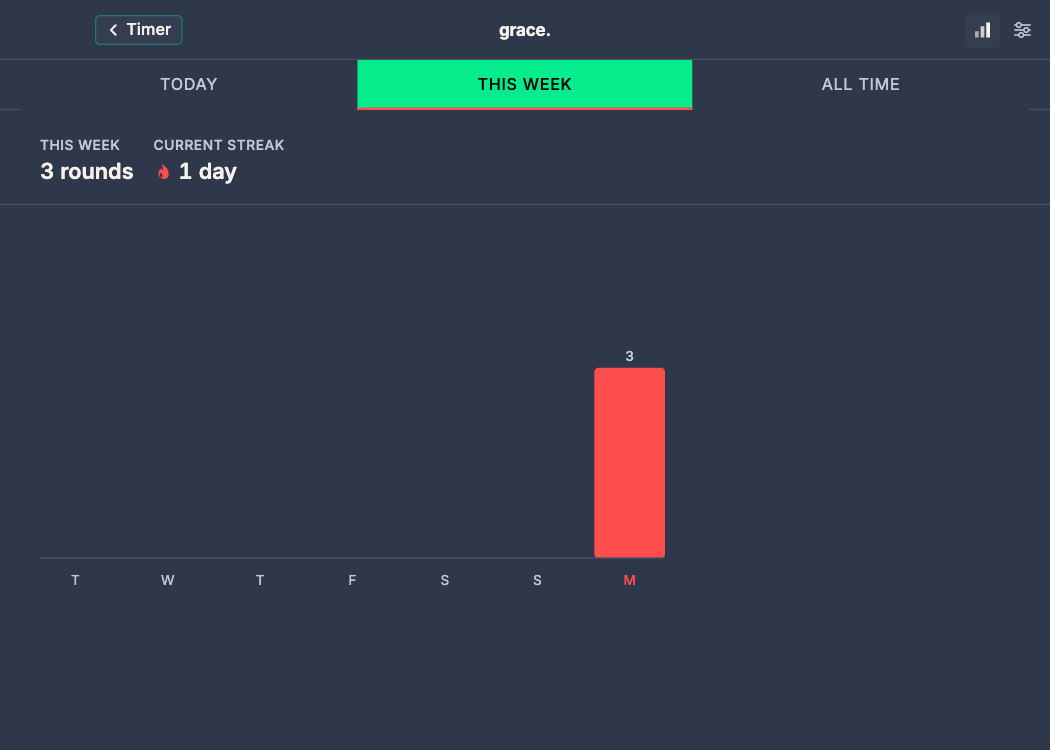 Timer
grace.
TODAY
THIS WEEK
ALL TIME
THIS WEEK
CURRENT STREAK
3 rounds
1 day
3
T W T F S S M